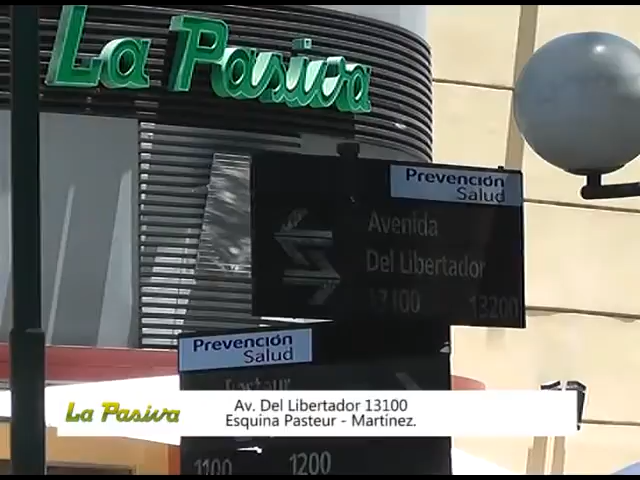 La Pasiva
Prevención
Salud
Avenida
Del Libertador
13100 13200
Prevención
Salud
Pasteur
1100 1200
La Pasiva
Av. Del Libertador 13100
Esquina Pasteur - Martínez.